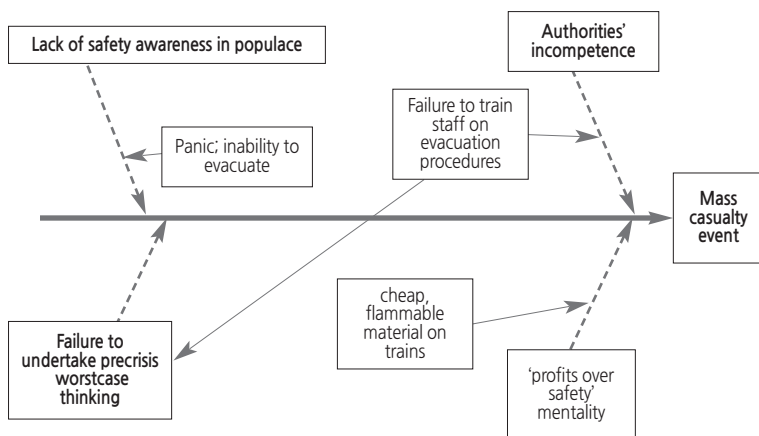 Lack of safety awareness in populace
Authorities’
incompetence
Failure to train
staff on
evacuation
procedures
Panic; inability to
evacuate
Mass
casualty
event
cheap,
flammable
material on
trains
Failure to
undertake precrisis
worstcase
thinking
‘profits over
safety’
mentality